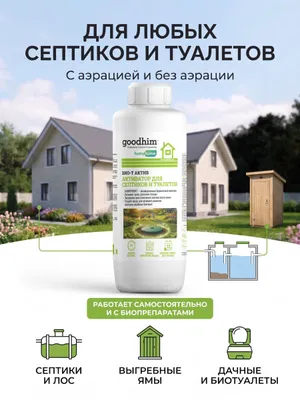 ДЛЯ ЛЮБЫХ
СЕПТИКОВ И ТУАЛЕТОВ
С аэрацией и без аэрации
goodhim
БИО-Т АКТИВ
АКТИВАТОР ДЛЯ
СЕПТИКОВ И ТУАЛЕТОВ
РАБОТАЕТ САМОСТОЯТЕЛЬНО
И С БИОПРЕПАРАТАМИ
СЕПТИКИ
И ЛОС
ВЫГРЕБНЫЕ
ЯМЫ
ДАЧНЫЕ
И БИОТУАЛЕТЫ